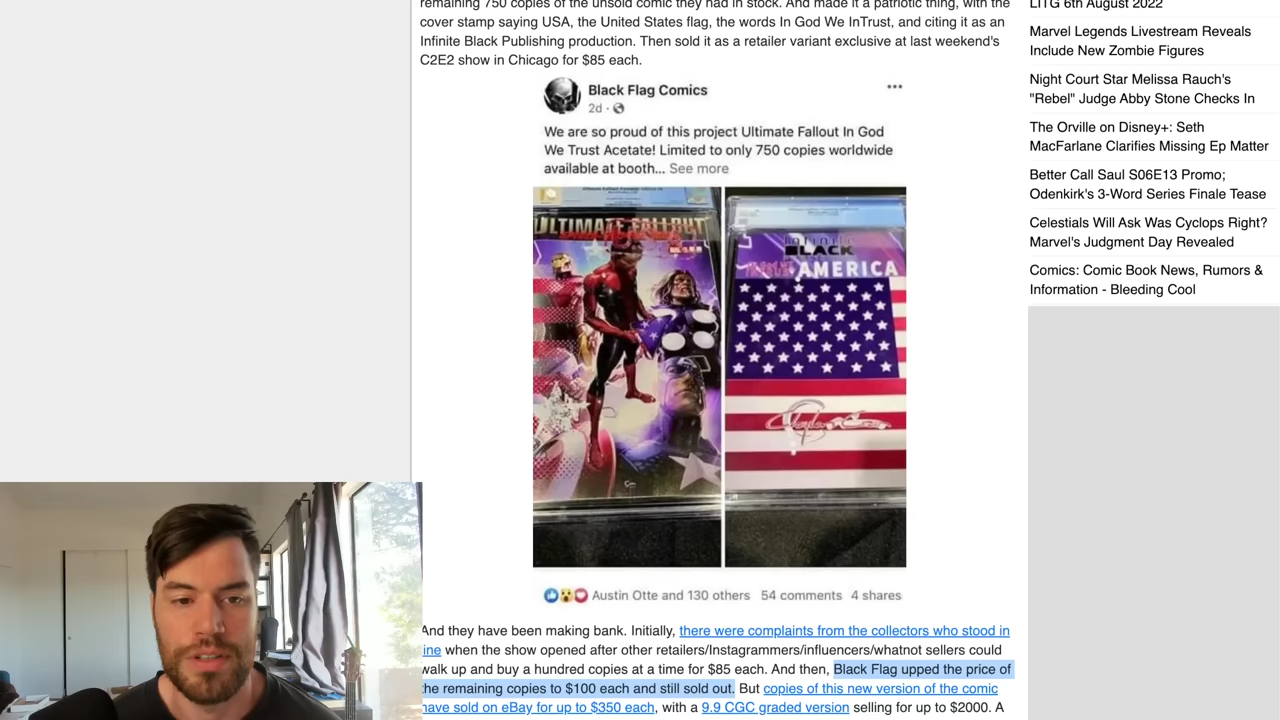 remaining 750 copies of the unsold comic they had in stock. And made it a patriotic thing, with the
cover stamp saying USA, the United States flag, the words In God We InTrust, and citing it as an
Infinite Black Publishing production. Then sold it as a retailer variant exclusive at last weekend's
C2E2 show in Chicago for $85 each.
Black Flag Comics
2d ·
We are so proud of this project Ultimate Fallout In God
We Trust Acetate! Limited to only 750 copies worldwide
available at booth... See more
ULTIMATE FALLOUT
Infinite
BLACK
AMERICA
Austin Otte and 130 others 54 comments 4 shares
And they have been making bank. Initially, there were complaints from the collectors who stood in
line when the show opened after other retailers/Instagrammers/influencers/whatnot sellers could
walk up and buy a hundred copies at a time for $85 each. And then, Black Flag upped the price of
the remaining copies to $100 each and still sold out. But copies of this new version of the comic
have sold on eBay for up to $350 each, with a 9.9 CGC graded version selling for up to $2000. A
LITG 6th August 2022
Marvel Legends Livestream Reveals
Include New Zombie Figures
Night Court Star Melissa Rauch's
"Rebel" Judge Abby Stone Checks In
The Orville on Disney+: Seth
MacFarlane Clarifies Missing Ep Matter
Better Call Saul S06E13 Promo;
Odenkirk's 3-Word Series Finale Tease
Celestials Will Ask Was Cyclops Right?
Marvel's Judgment Day Revealed
Comics: Comic Book News, Rumors &
Information - Bleeding Cool